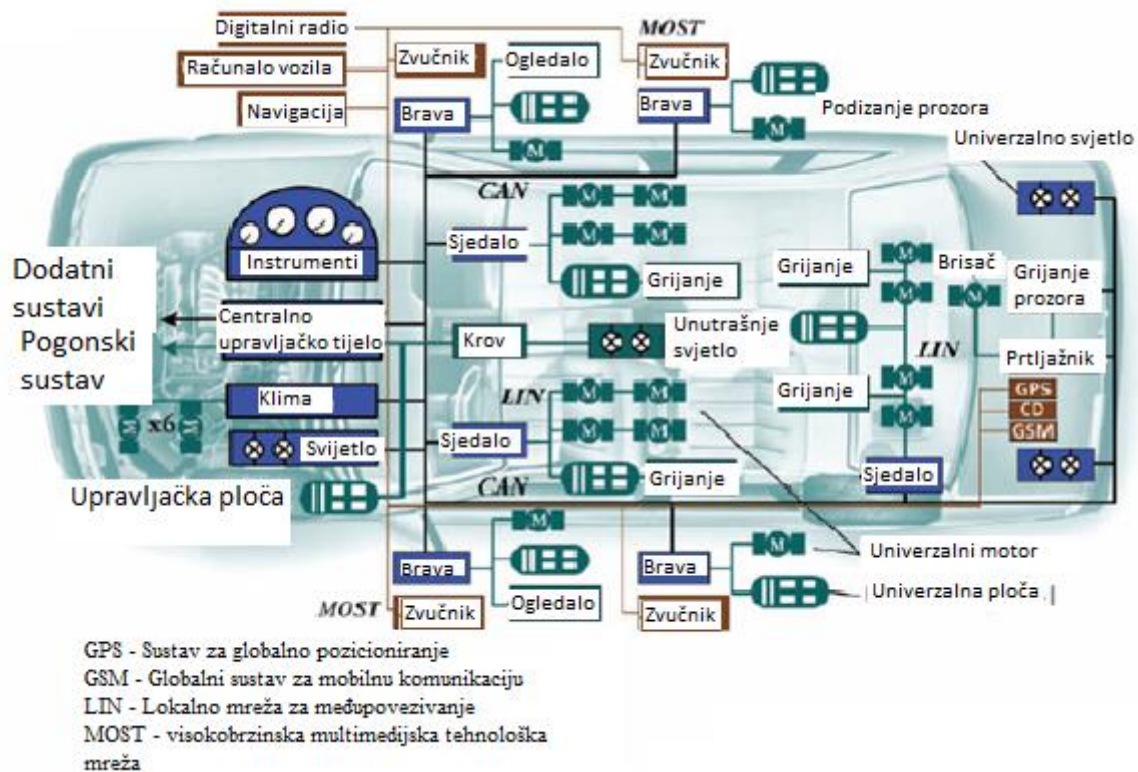 Digitalni radio
MOST
Zvučnik
Ogledalo
Zvučnik
Računalo vozila
Navigacija
Brava
Brava
Podizanje prozora
M
M
Univerzalno svjetlo
CAN
M
M
Sjedalo
M
M
Instrumenti
Grijanje
Grijanje
M
Brisač
Grijanje
prozora
M
M
Dodatni
sustavi
Pogonski
sustav
Centralno
upravljačko tijelo
Krov
Unutrašnje
svjetlo
LIN
Prtljažnik
Klima
LIN
M
M
Grijanje
M
GPS
CD
GSM
M
x6
M
Svijetlo
Sjedalo
M
M
M
Upravljačka ploča
CAN
Grijanje
Sjedalo
M
M
Univerzalni motor
Brava
Brava
Univerzalna ploča
MOST
Zvučnik
Ogledalo
Zvučnik
GPS - Sustav za globalno pozicioniranje
GSM - Globalni sustav za mobilnu komunikaciju
LIN - Lokalno mreža za međupovezivanje
MOST - visokobrzinska multimedijska tehnološka
mreža